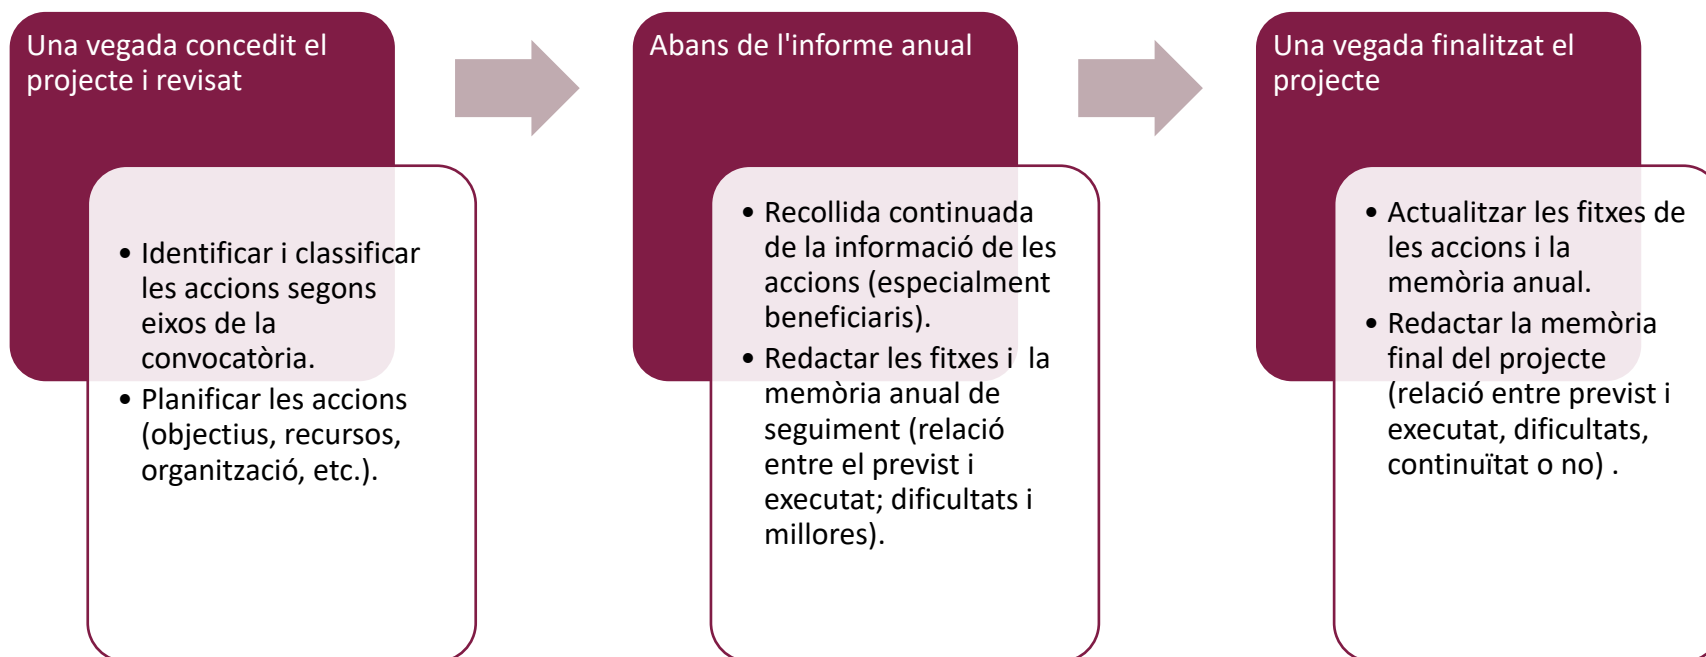 Una vegada concedit el
projecte i revisat
• Identificar i classificar
les accions segons
eixos de la
convocatòria.
• Planificar les accions
(objectius, recursos,
organització, etc.).
Abans de l'informe anual
• Recollida continuada
de la informació de les
accions (especialment
beneficiaris).
• Redactar les fitxes i  la
memòria anual de
seguiment (relació
entre el previst i
executat; dificultats i
millores).
Una vegada finalitzat el
projecte
• Actualitzar les fitxes de
les accions i la
memòria anual.
• Redactar la memòria
final del projecte
(relació entre previst i
executat, dificultats,
continuïtat o no) .